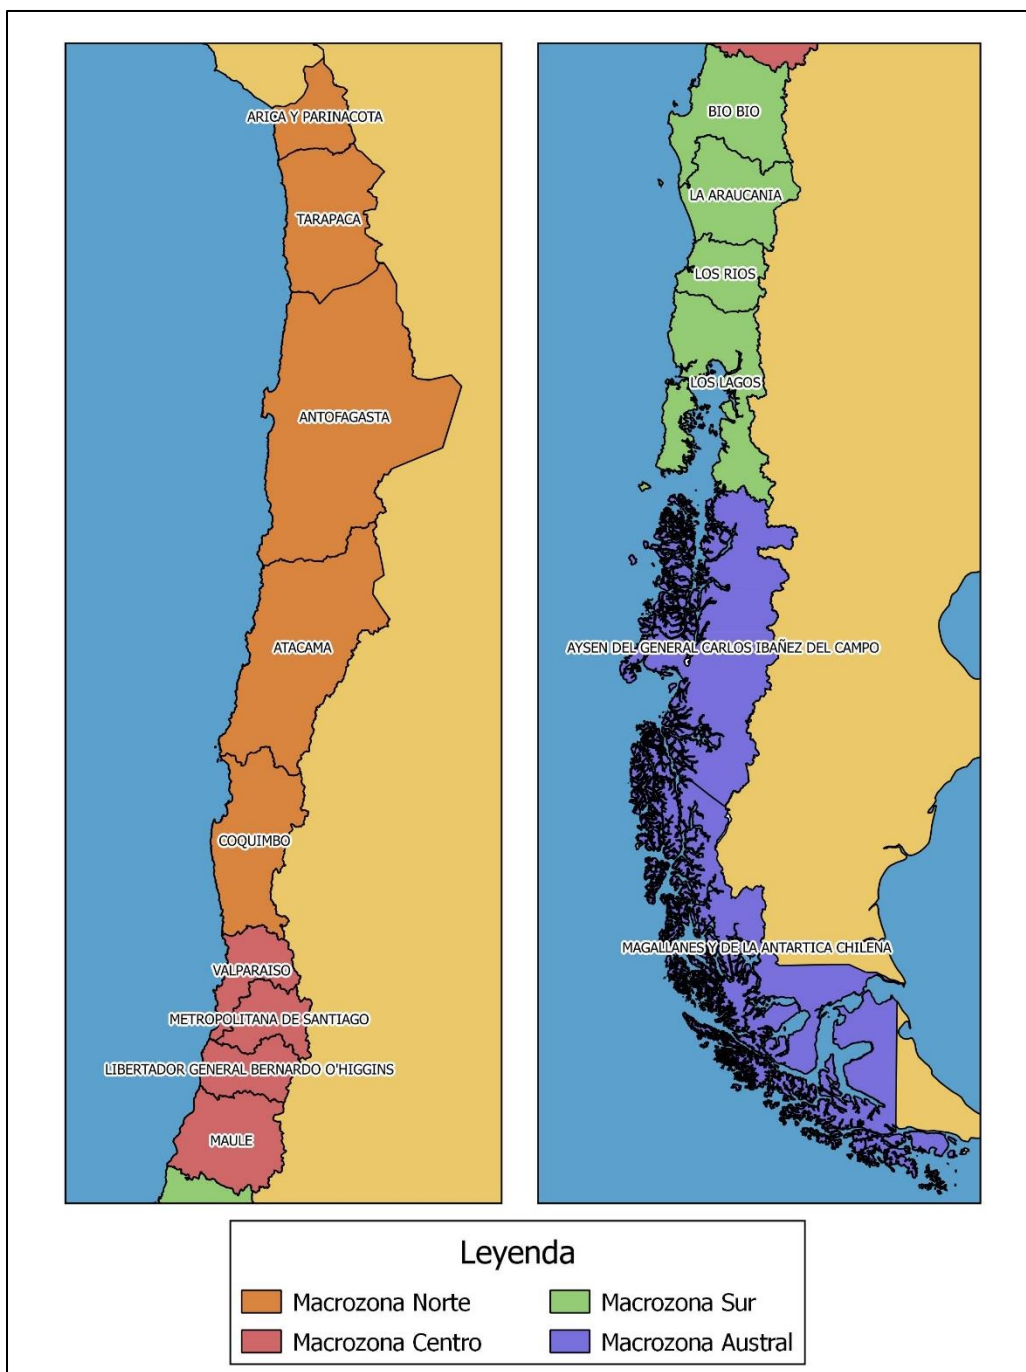 ARICA Y PARINACOTA
TARAPACA
ANTOFAGASTA
ATACAMA
COQUIMBO
VALPARAISO
METROPOLITANA DE SANTIAGO
LIBERTADOR GENERAL BERNARDO O'HIGGINS
MAULE
BIO BIO
LA ARAUCANIA
LOS RIOS
LOS LAGOS
AYSEN DEL GENERAL CARLOS IBAÑEZ DEL CAMPO
MAGALLANES Y DE LA ANTARTICA CHILENA
Leyenda
Macrozona Norte
Macrozona Centro
Macrozona Sur
Macrozona Austral